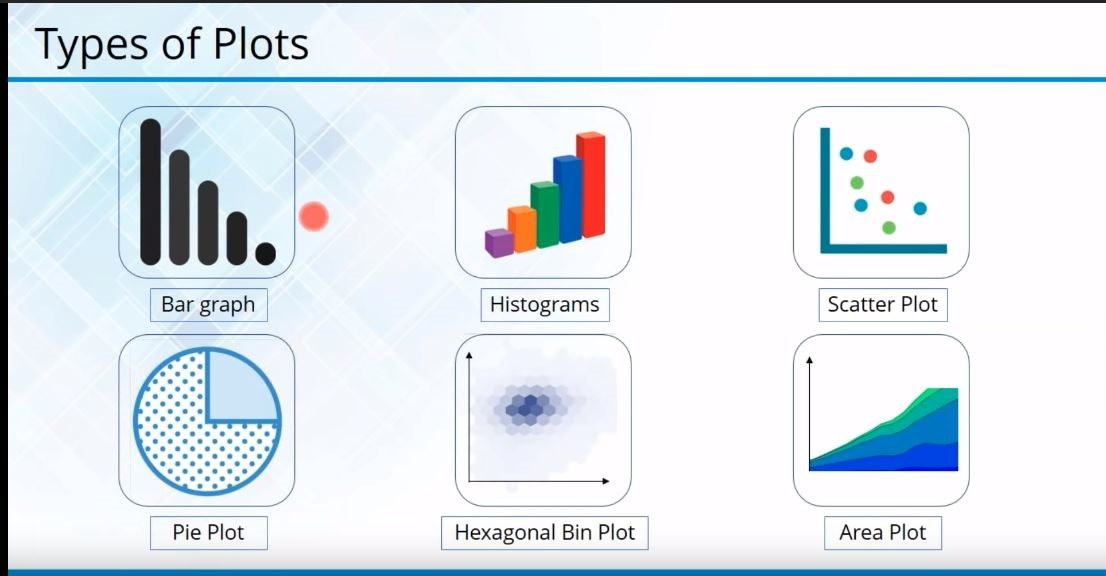 Types of Plots
Bar graph
Histograms
Scatter Plot
Pie Plot
Hexagonal Bin Plot
Area Plot